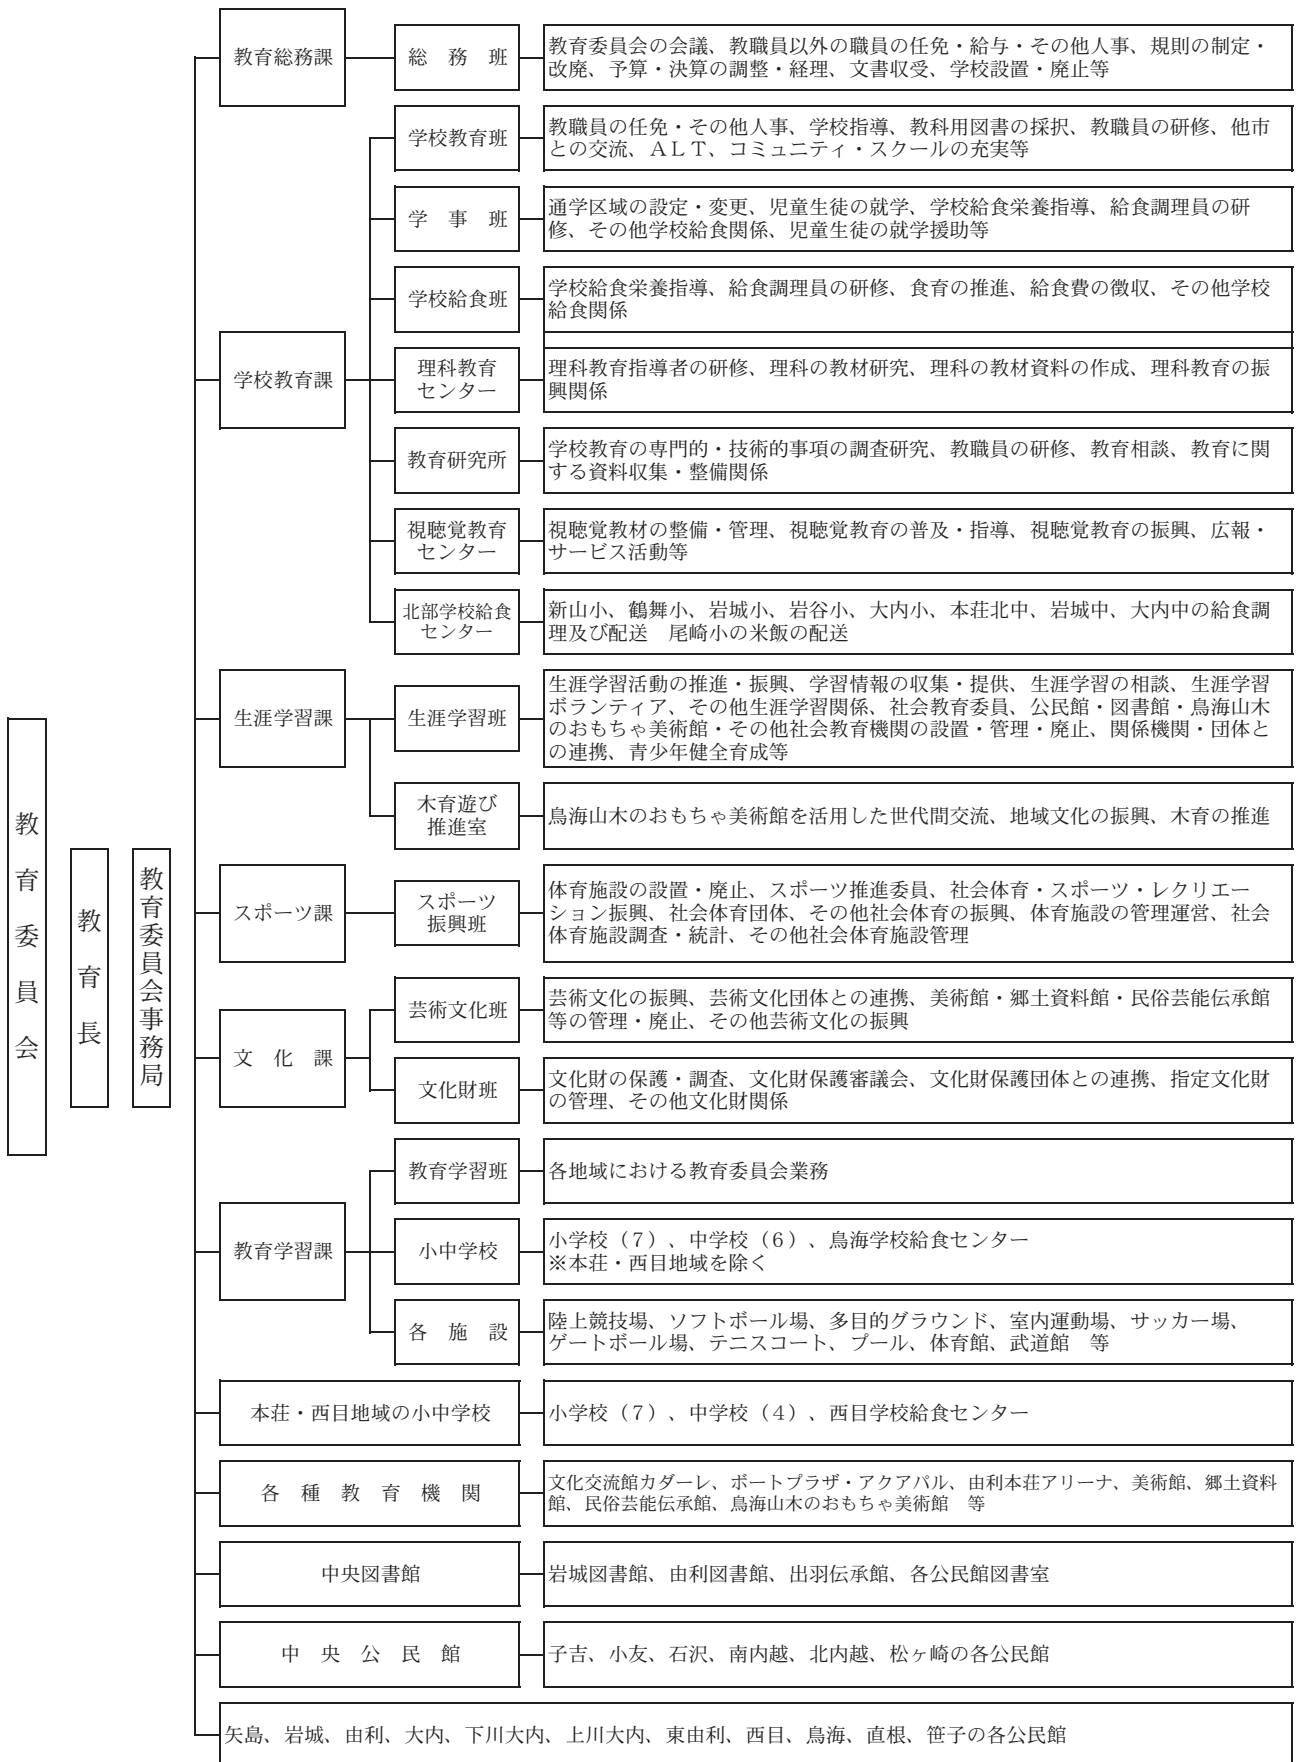 教育委員会
教育長
教育委員会事務局
教育総務課
総務班
教育委員会の会議、教職員以外の職員の任免・給与・その他人事、規則の制定・
改廃、予算・決算の調整・経理、文書収受、学校設置・廃止等
学校教育課
学校教育班
教職員の任免・その他人事、学校指導、教科用図書の採択、教職員の研修、他市
との交流、ＡＬＴ、コミュニティ・スクールの充実等
学事班
通学区域の設定・変更、児童生徒の就学、学校給食栄養指導、給食調理員の研
修、その他学校給食関係、児童生徒の就学援助等
学校給食班
学校給食栄養指導、給食調理員の研修、食育の推進、給食費の徴収、その他学校
給食関係
理科教育
センター
理科教育指導者の研修、理科の教材研究、理科の教材資料の作成、理科教育の振
興関係
教育研究所
学校教育の専門的・技術的事項の調査研究、教職員の研修、教育相談、教育に関
する資料収集・整備関係
視聴覚教育
センター
視聴覚教材の整備・管理、視聴覚教育の普及・指導、視聴覚教育の振興、広報・
サービス活動等
北部学校給食
センター
新山小、鶴舞小、岩城小、岩谷小、大内小、本荘北中、岩城中、大内中の給食調
理及び配送　尾崎小の米飯の配送
生涯学習課
生涯学習班
生涯学習活動の推進・振興、学習情報の収集・提供、生涯学習の相談、生涯学習
ボランティア、その他生涯学習関係、社会教育委員、公民館・図書館・鳥海山木
のおもちゃ美術館・その他社会教育機関の設置・管理・廃止、関係機関・団体と
の連携、青少年健全育成等
木育遊び
推進室
鳥海山木のおもちゃ美術館を活用した世代間交流、地域文化の振興、木育の推進
スポーツ課
スポーツ
振興班
体育施設の設置・廃止、スポーツ推進委員、社会体育・スポーツ・レクリエー
ション振興、社会体育団体、その他社会体育の振興、体育施設の管理運営、社会
体育施設調査・統計、その他社会体育施設管理
文化課
芸術文化班
芸術文化の振興、芸術文化団体との連携、美術館・郷土資料館・民俗芸能伝承館
等の管理・廃止、その他芸術文化の振興
文化財班
文化財の保護・調査、文化財保護審議会、文化財保護団体との連携、指定文化財
の管理、その他文化財関係
教育学習課
教育学習班
各地域における教育委員会業務
小中学校
小学校（７）、中学校（６）、鳥海学校給食センター
※本荘・西目地域を除く
各施設
陸上競技場、ソフトボール場、多目的グラウンド、室内運動場、サッカー場、
ゲートボール場、テニスコート、プール、体育館、武道館　等
本荘・西目地域の小中学校
小学校（７）、中学校（４）、西目学校給食センター
各種教育機関
文化交流館カダーレ、ボートプラザ・アクアパル、由利本荘アリーナ、美術館、郷土資料
館、民俗芸能伝承館、鳥海山木のおもちゃ美術館　等
中央図書館
岩城図書館、由利図書館、出羽伝承館、各公民館図書室
中央公民館
子吉、小友、石沢、南内越、北内越、松ヶ崎の各公民館
矢島、岩城、由利、大内、下川大内、上川大内、東由利、西目、鳥海、直根、笹子の各公民館